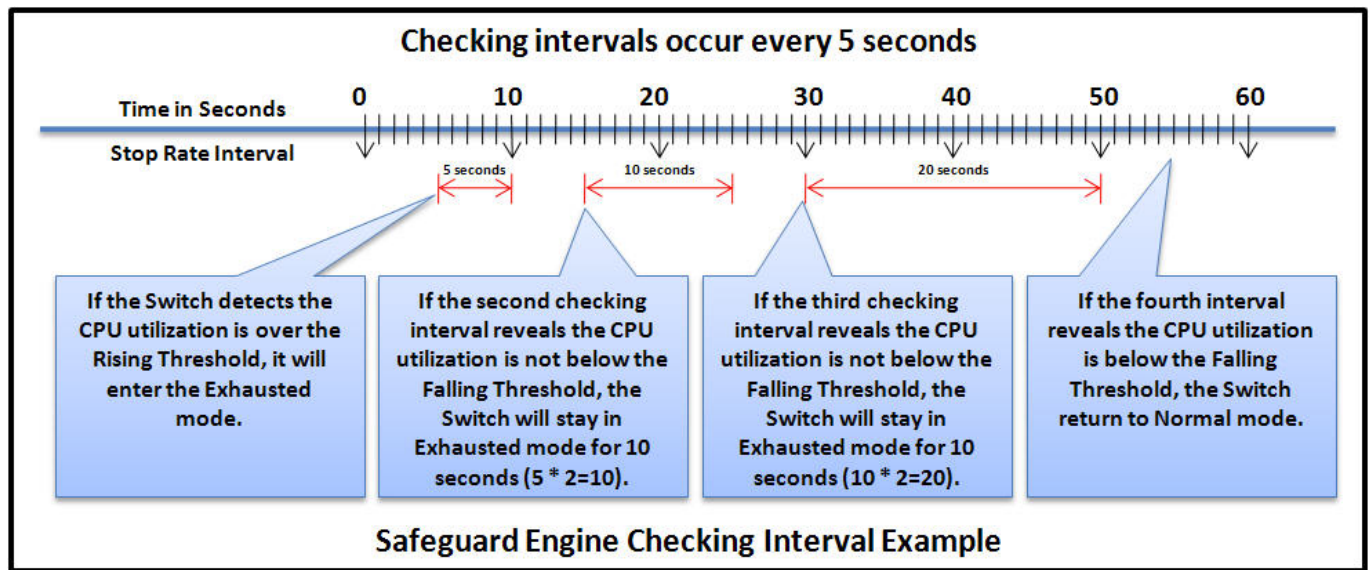 Checking intervals occur every 5 seconds
Time in Seconds
0 10 20 30 40 50 60
Stop Rate Interval
5 seconds
10 seconds
20 seconds
If the Switch detects the
CPU utilization is over the
Rising Threshold, it will
enter the Exhausted
mode.
If the second checking
interval reveals the CPU
utilization is not below the
Falling Threshold, the
Switch will stay in
Exhausted mode for 10
seconds (5 * 2=10).
If the third checking
interval reveals the CPU
utilization is not below the
Falling Threshold, the
Switch will stay in
Exhausted mode for 10
seconds (10 * 2=20).
If the fourth interval
reveals the CPU utilization
is below the Falling
Threshold, the Switch
return to Normal mode.
Safeguard Engine Checking Interval Example